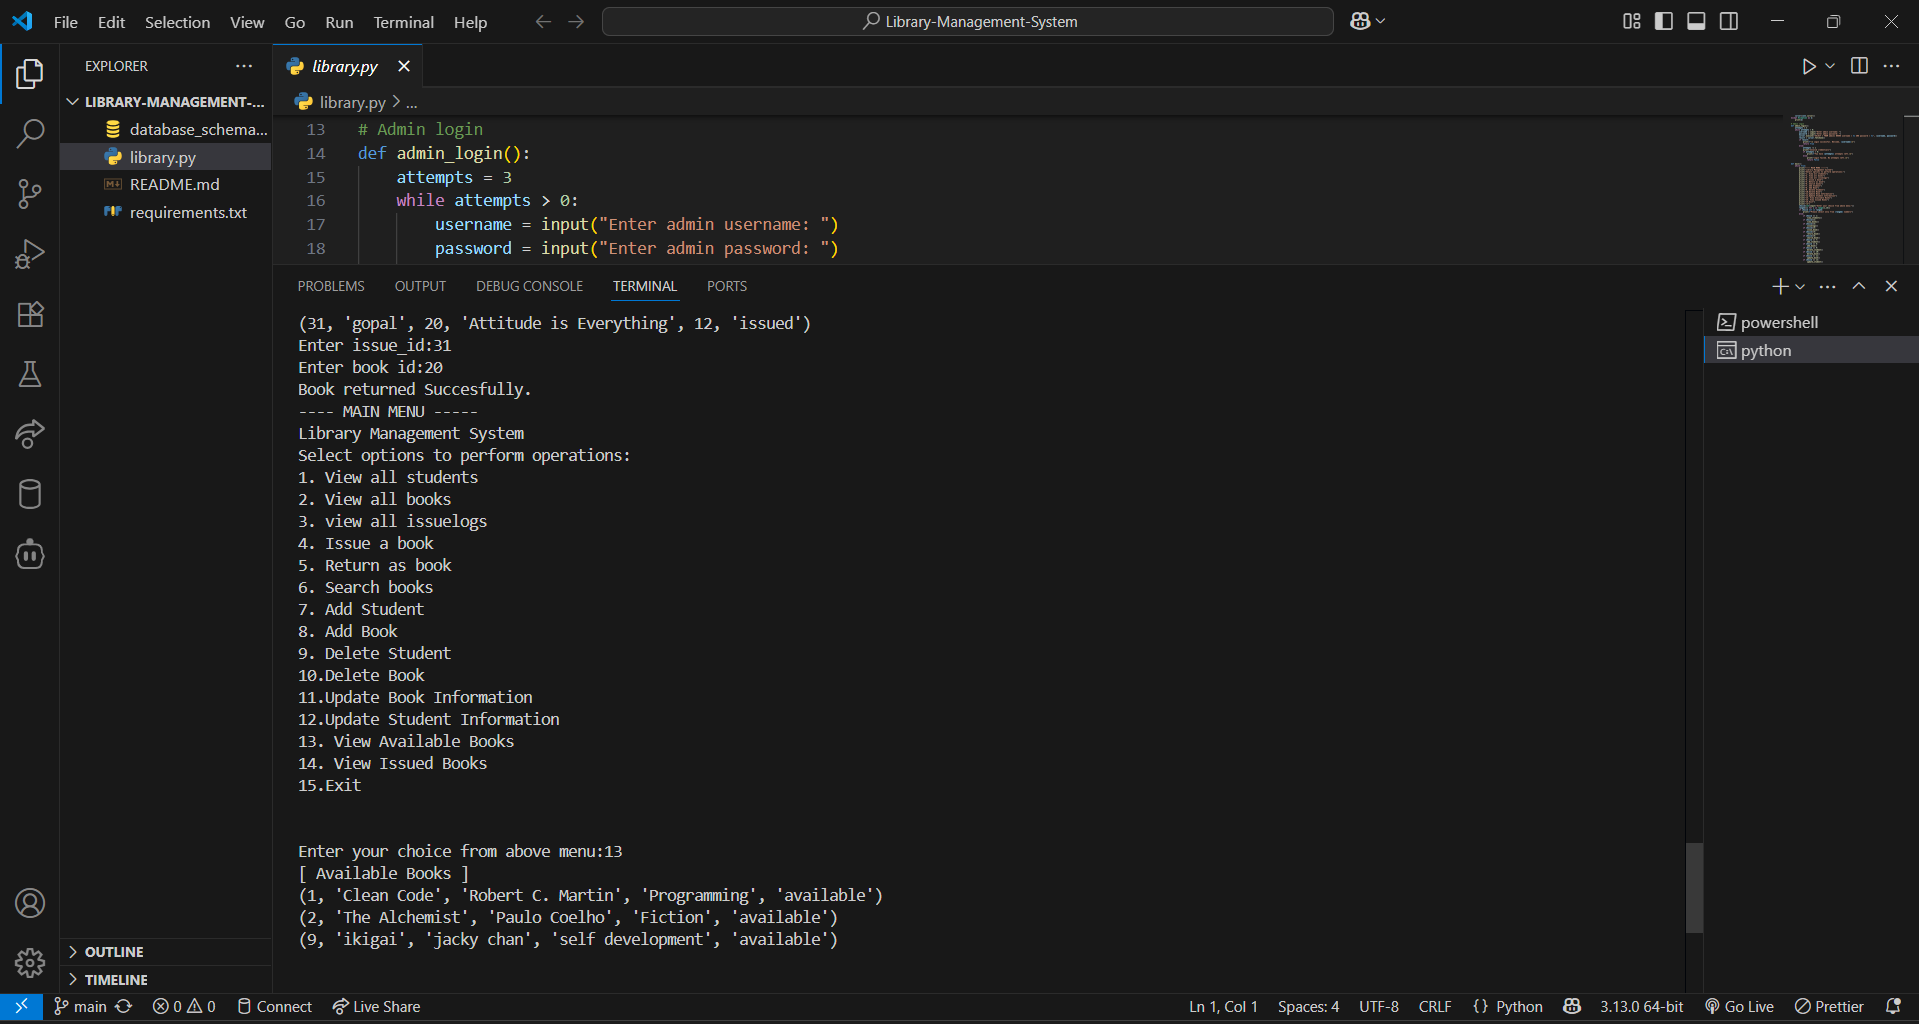 File Edit Selection View Go Run Terminal Help
Library-Management-System
EXPLORER
LIBRARY-MANAGEMENT-...
database_schema...
library.py
README.md
requirements.txt
OUTLINE
TIMELINE
library.py
library.py > ...
13 # Admin login
14 def admin_login():
15 attempts = 3
16 while attempts > 0:
17 username = input("Enter admin username: ")
18 password = input("Enter admin password: ")
PROBLEMS OUTPUT DEBUG CONSOLE TERMINAL PORTS
(31, 'gopal', 20, 'Attitude is Everything', 12, 'issued')
Enter issue_id:31
Enter book id:20
Book returned Succesfully.
---- MAIN MENU -----
Library Management System
Select options to perform operations:
1. View all students
2. View all books
3. view all issuelogs
4. Issue a book
5. Return as book
6. Search books
7. Add Student
8. Add Book
9. Delete Student
10.Delete Book
11.Update Book Information
12.Update Student Information
13. View Available Books
14. View Issued Books
15.Exit
Enter your choice from above menu:13
[ Available Books ]
(1, 'Clean Code', 'Robert C. Martin', 'Programming', 'available')
(2, 'The Alchemist', 'Paulo Coelho', 'Fiction', 'available')
(9, 'ikigai', 'jacky chan', 'self development', 'available')
powershell
python
main 0 0 Connect Live Share Ln 1, Col 1 Spaces: 4 UTF-8 CRLF {} Python 3.13.0 64-bit Go Live Prettier